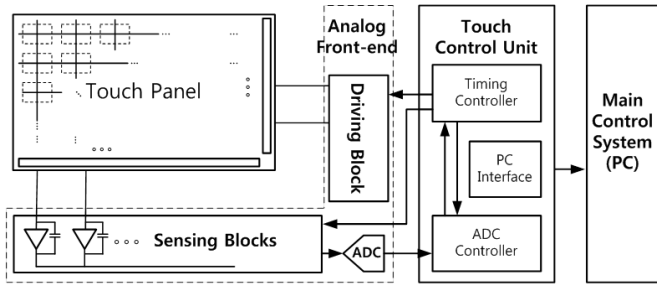 Touch Panel
Analog
Front-end
Driving Block
Touch
Control Unit
Timing
Controller
PC
Interface
ADC
Controller
Main
Control
System
(PC)
Sensing Blocks
ADC